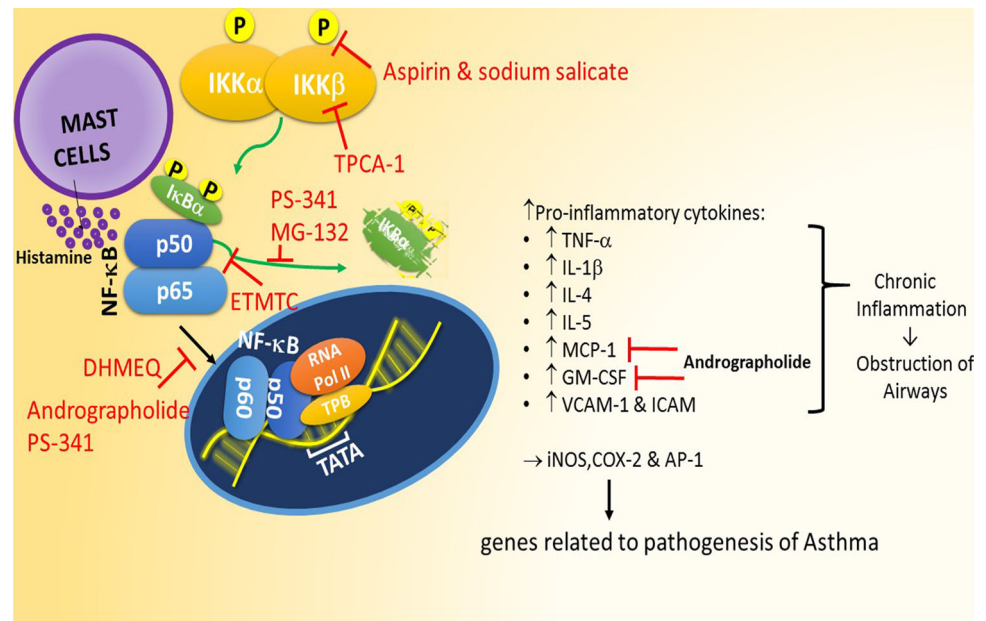 P
P
IKKα
IKKβ
Aspirin & sodium salicate
TPCA-1
MAST
CELLS
P
P
IκBα
Histamine
NF-κB
p50
p65
PS-341
MG-132
IKBα
ETMTC
DHMEQ
Andrographolide
PS-341
NF-κB
p60
p50
RNA
Pol II
TPB
TATA
↑Pro-inflammatory cytokines:
• ↑ TNF-α
• ↑ IL-1β
• ↑ IL-4
• ↑ IL-5
• ↑ MCP-1
• ↑ GM-CSF
• ↑ VCAM-1 & ICAM
Andrographolide
Chronic
Inflammation
↓
Obstruction of
Airways
→ iNOS,COX-2 & AP-1
genes related to pathogenesis of Asthma